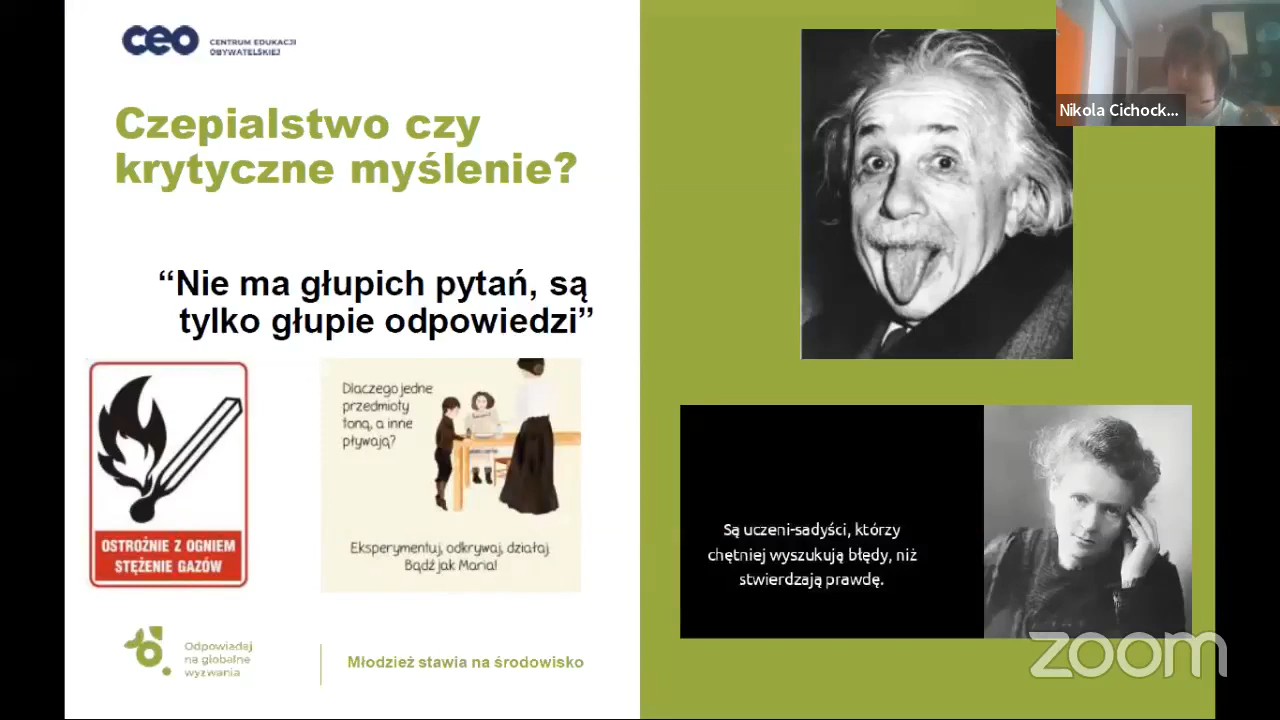 ceo
CENTRUM EDUKACJI
OBYWATELSKIEJ
Czepialstwo czy
krytyczne myślenie?
“Nie ma głupich pytań, są
tylko głupie odpowiedzi”
OSTROŻNIE Z OGNIEM
STĘŻENIE GAZÓW
Dlaczego jedne
przedmioty
toną, a inne
pływają?
Eksperymentuj, odkrywaj, działaj.
Bądź jak Maria!
Odpowiadaj
na globalne
wyzwania
Młodzież stawia na środowisko
Nikola Cichock...
Są uczeni-sadyści, którzy
chętniej wyszukują błędy, niż
stwierdzają prawdę.
zoom